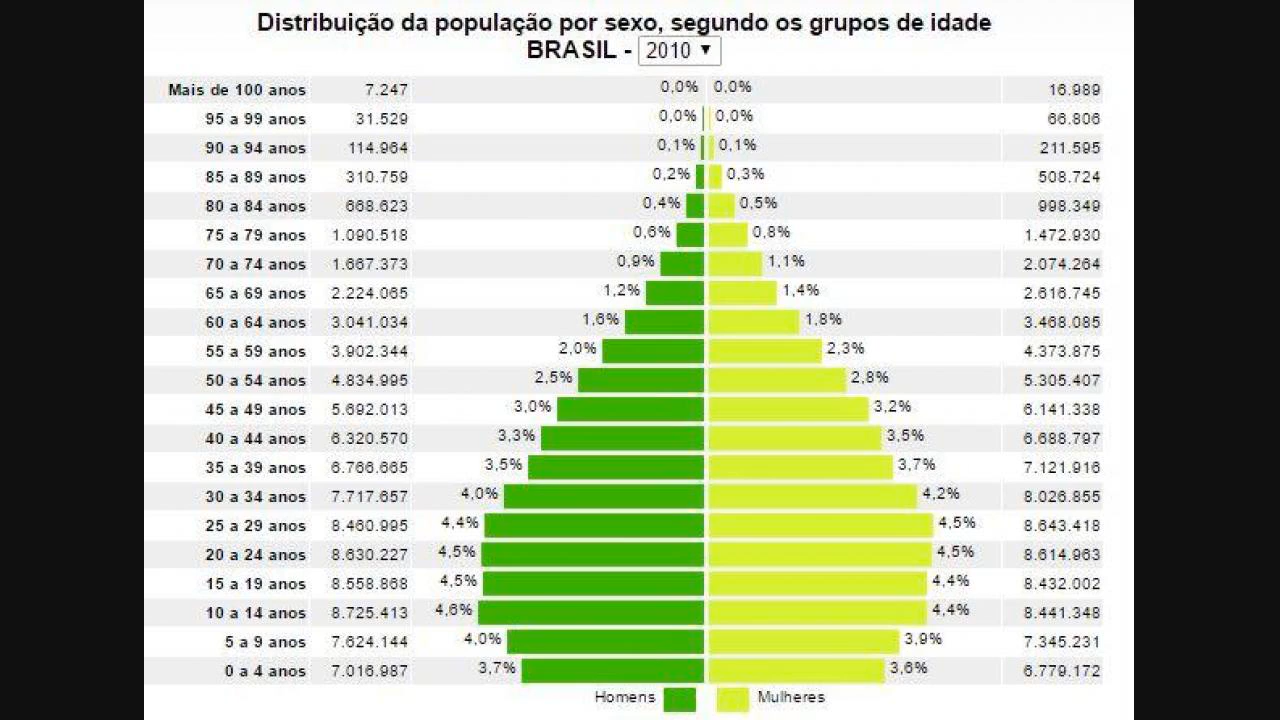 Distribuição da população por sexo, segundo os grupos de idade
BRASIL - 2010 ▼
Mais de 100 anos 7.247 0,0% 0,0% 16.989
95 a 99 anos 31.529 0,0% 0,0% 66.806
90 a 94 anos 114.964 0,1% 0,1% 211.595
85 a 89 anos 310.759 0,2% 0,3% 508.724
80 a 84 anos 668.623 0,4% 0,5% 998.349
75 a 79 anos 1.090.518 0,6% 0,8% 1.472.930
70 a 74 anos 1.667.373 0,9% 1,1% 2.074.264
65 a 69 anos 2.224.065 1,2% 1,4% 2.616.745
60 a 64 anos 3.041.034 1,6% 1,8% 3.468.085
55 a 59 anos 3.902.344 2,0% 2,3% 4.373.875
50 a 54 anos 4.834.995 2,5% 2,8% 5.305.407
45 a 49 anos 5.692.013 3,0% 3,2% 6.141.338
40 a 44 anos 6.320.570 3,3% 3,5% 6.688.797
35 a 39 anos 6.766.665 3,5% 3,7% 7.121.916
30 a 34 anos 7.717.657 4,0% 4,2% 8.026.855
25 a 29 anos 8.460.995 4,4% 4,5% 8.643.418
20 a 24 anos 8.630.227 4,5% 4,5% 8.614.963
15 a 19 anos 8.558.868 4,5% 4,4% 8.432.002
10 a 14 anos 8.725.413 4,6% 4,4% 8.441.348
5 a 9 anos 7.624.144 4,0% 3,9% 7.345.231
0 a 4 anos 7.016.987 3,7% 3,6% 6.779.172
Homens Mulheres